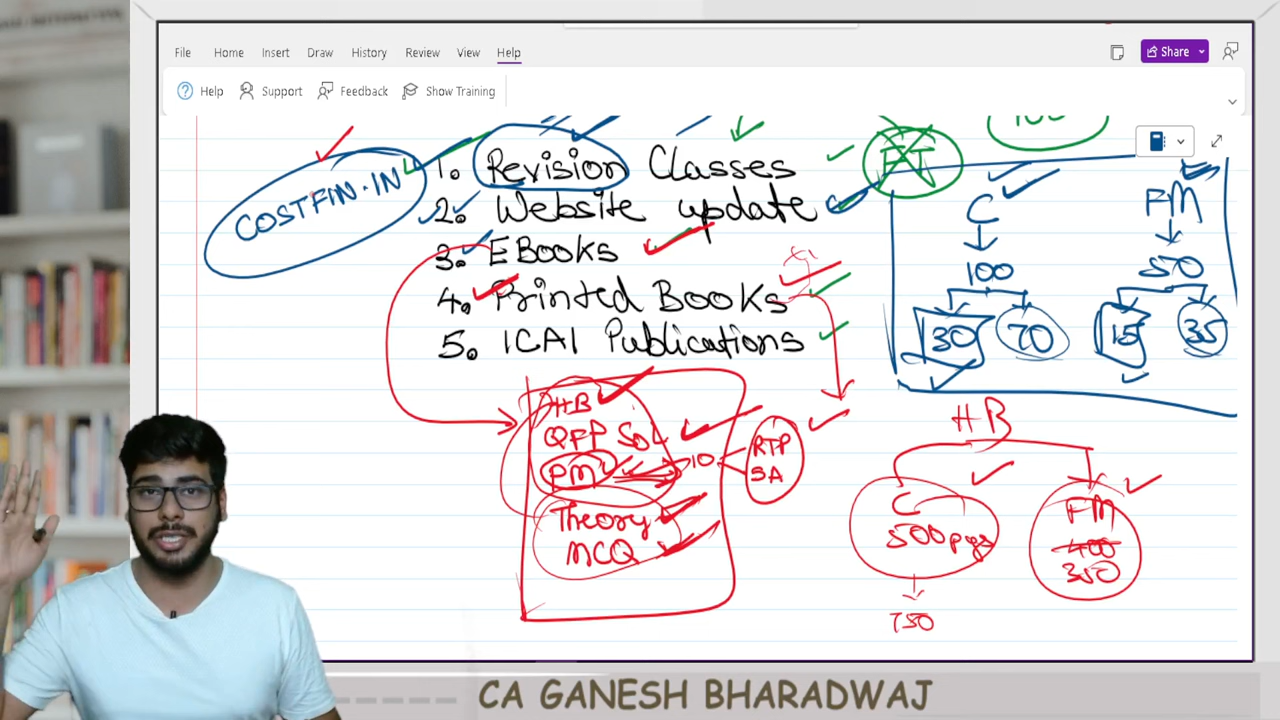 File Home Insert Draw History Review View Help
Share
Help Support Feedback Show Training
COSTFIN.IN
1. Revision Classes
2. Website update
3. EBooks
4. Printed Books
5. ICAI Publications
100
C
100
30 70
FM
50
15 35
HB
QPP SOL
PM
Theory
MCQ
10
RTP
SA
HB
C
500 pgs
750
FM
400
350
CA GANESH BHARADWAJ